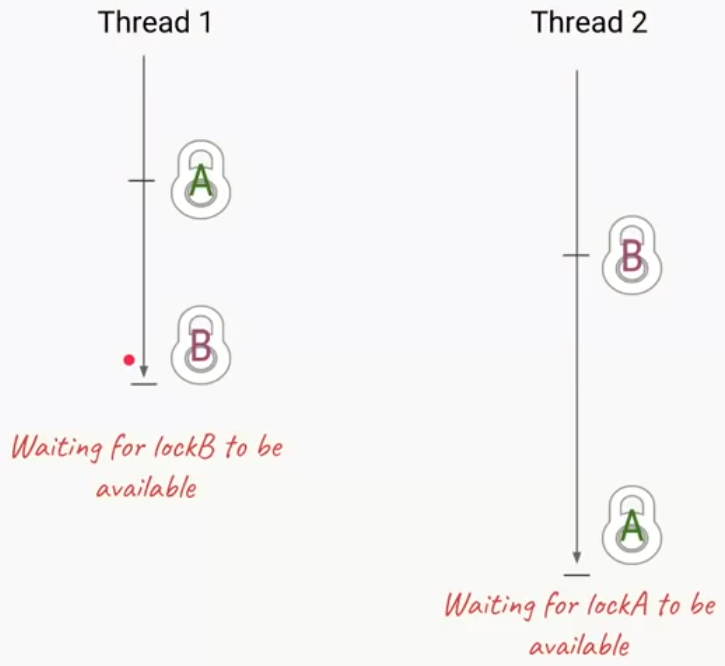 Thread 1
Thread 2
A
B
B
A
Waiting for lockB to be
available
Waiting for lockA to be
available